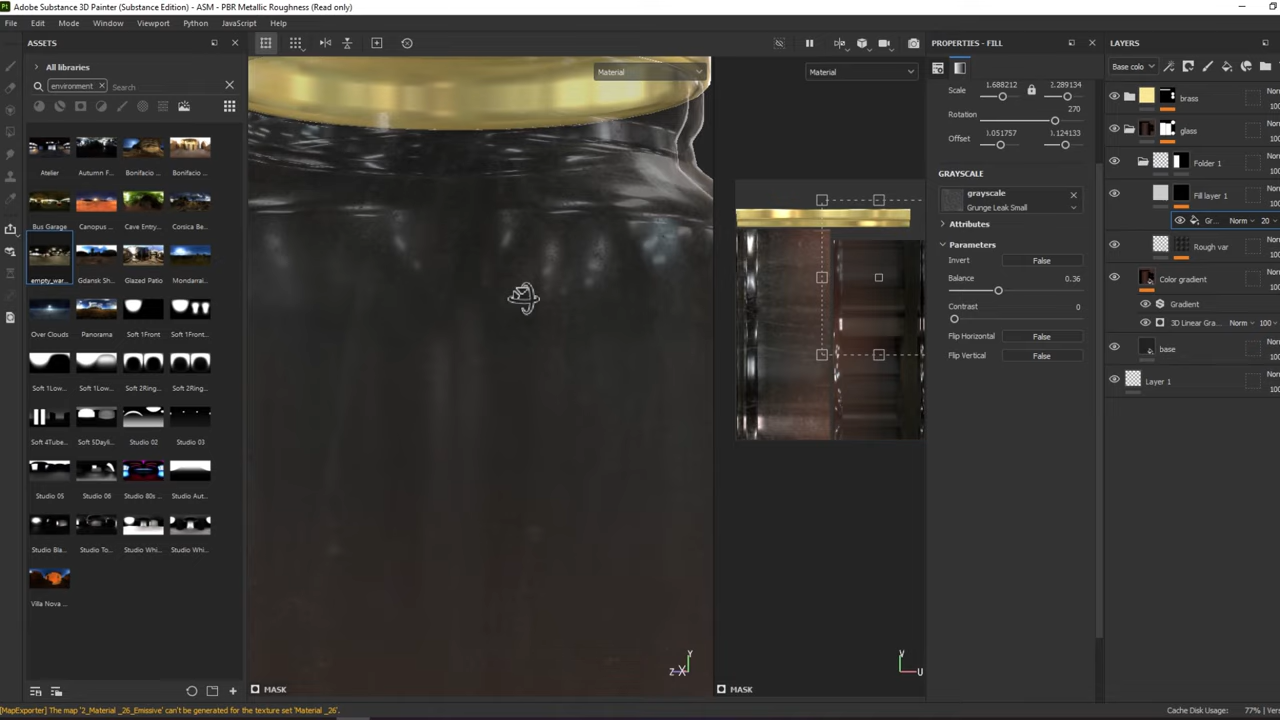 Pt Adobe Substance 3D Painter (Substance Edition) - ASM - PBR Metallic Roughness (Read only)
File Edit Mode Window Viewport Python JavaScript Help
ASSETS
All libraries
environment Search
Atelier Autumn F... Bonifacio ... Bonifacio ...
Bus Garage Canopus ... Cave Entry... Corsica Be...
empty_war... Gdansk Sh... Glazed Patio Mondarrai...
Over Clouds Panorama Soft 1Front Soft 1Front
Soft 1Low... Soft 1Low... Soft 2Ring... Soft 2Ring...
Soft 4Tube... Soft 5Dayli... Studio 02 Studio 03
Studio 05 Studio 06 Studio 80s ... Studio Aut...
Studio Bla... Studio To... Studio Whi... Studio Whi...
Villa Nova ...
Material
Y
Z X
MASK
Material
V
U
MASK
PROPERTIES - FILL
Scale
1.688212 2.289134
Rotation
270
Offset
0.051757 0.124133
GRAYSCALE
grayscale
Grunge Leak Small
Attributes
Parameters
Invert False
Balance 0.36
Contrast 0
Flip Horizontal False
Flip Vertical False
LAYERS
Base colo
brass
glass
Folder 1
Fill layer 1
Gr... Norm 20
Rough var
Color gradient
Gradient
3D Linear Gra... Norm 100
base
Layer 1
[MapExporter] The map '2_Material _26_Emissive' can't be generated for the texture set 'Material _26'.
Cache Disk Usage: 77% | Vers